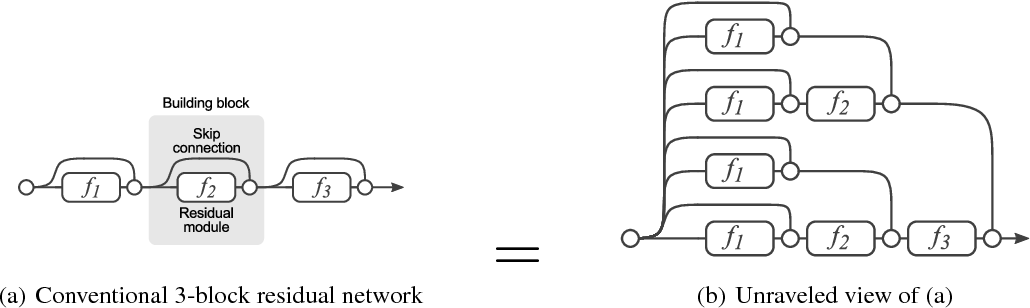 Building block
Skip
connection
f1
f2
f3
Residual
module
(a) Conventional 3-block residual network
=
f1
f1
f2
f1
f1
f2
f3
(b) Unraveled view of (a)